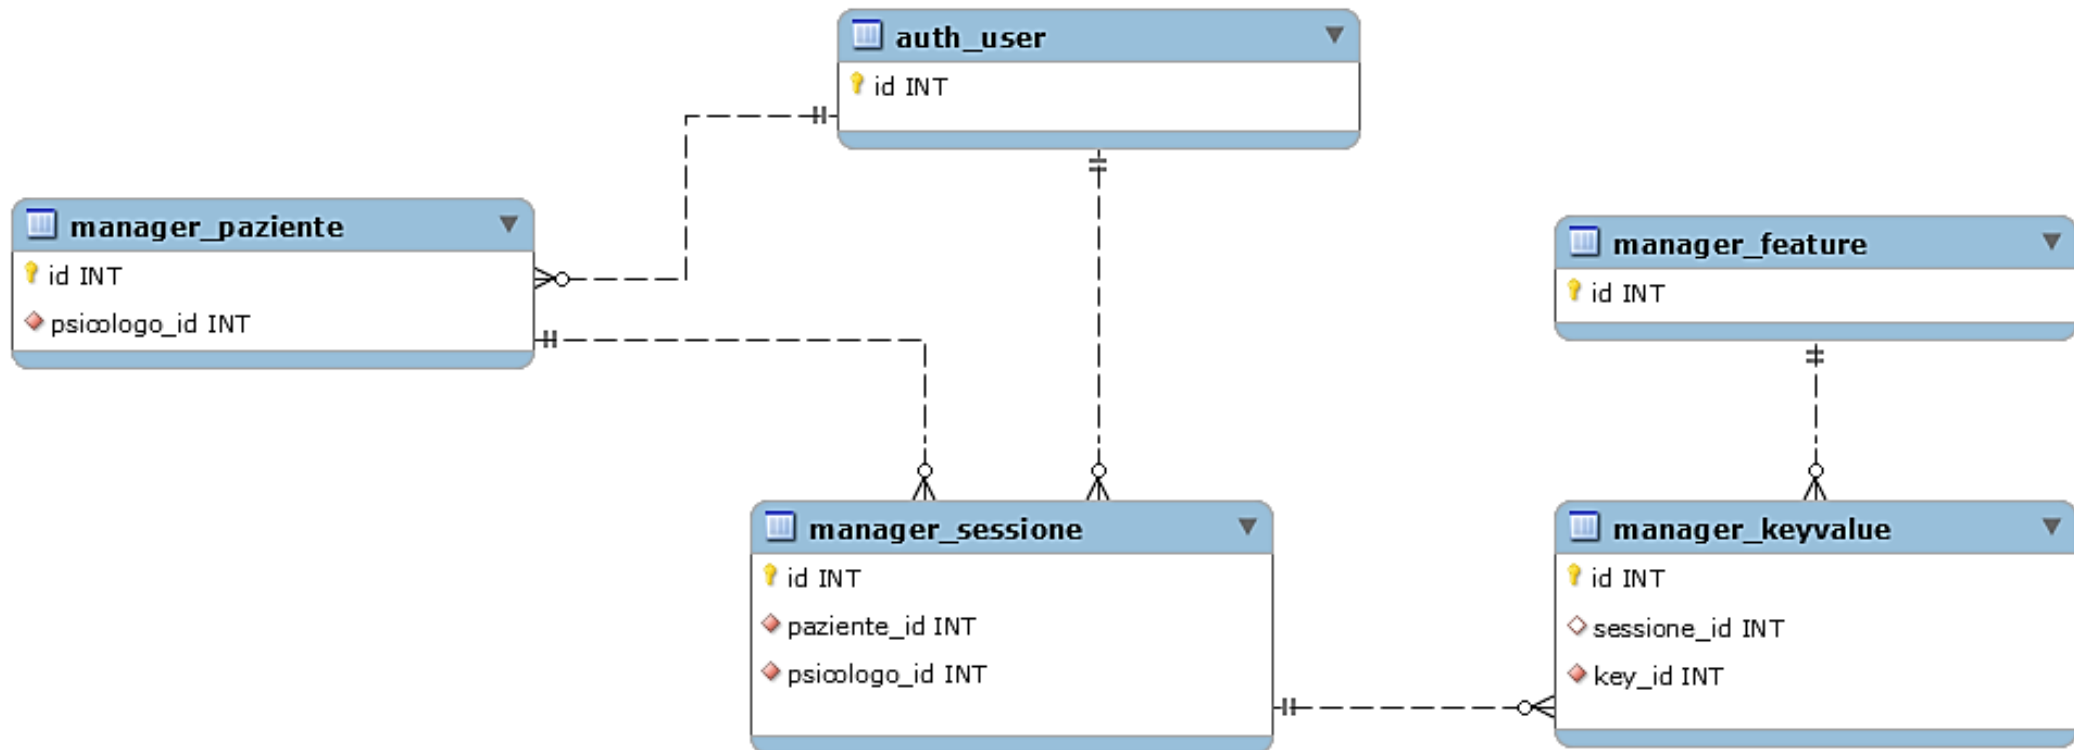 auth_user
id INT
manager_paziente
id INT
psicologo_id INT
manager_feature
id INT
manager_sessione
id INT
paziente_id INT
psicologo_id INT
manager_keyvalue
id INT
sessione_id INT
key_id INT